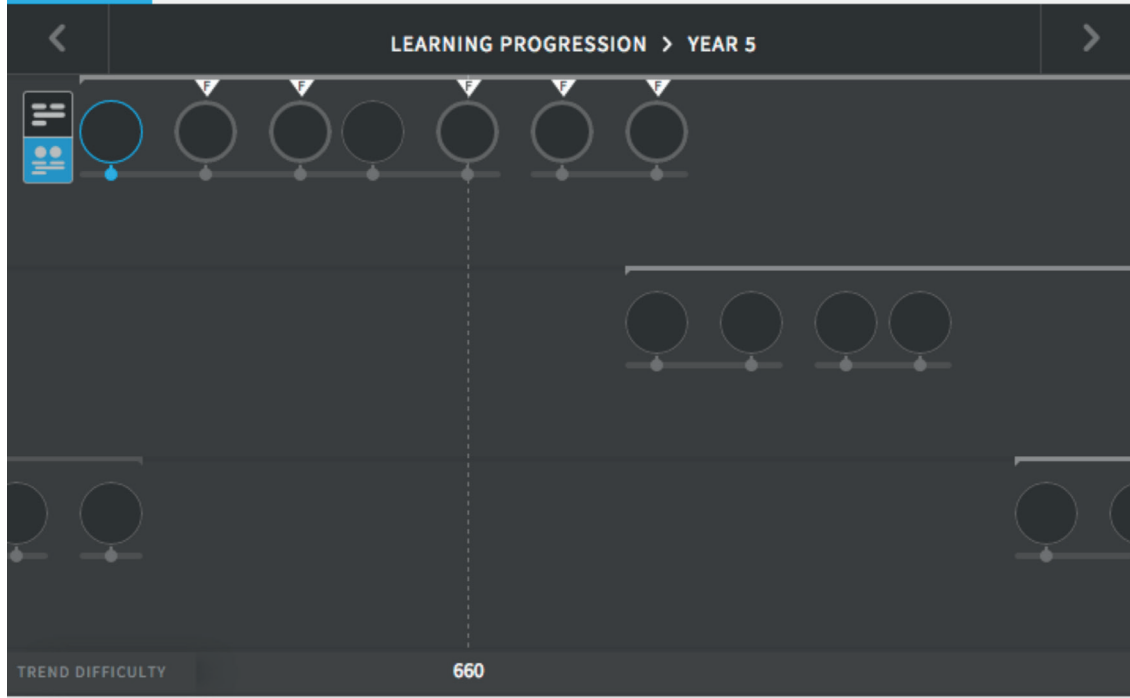 LEARNING PROGRESSION > YEAR 5
F F F F F
TREND DIFFICULTY 660